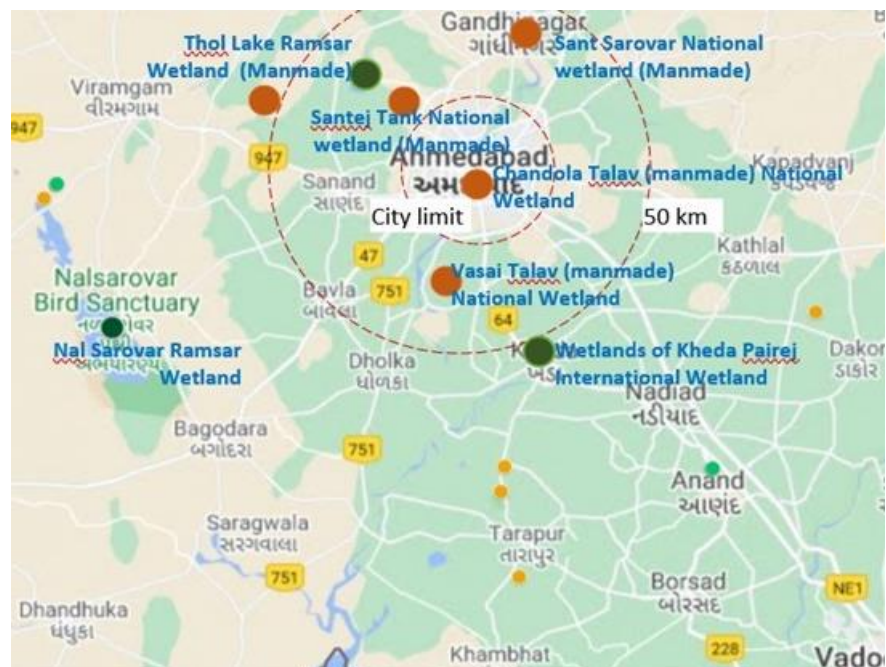 Gandhinagar
ગાંધીનગર
Thol Lake Ramsar
Wetland (Manmade)
Sant Sarovar National
wetland (Manmade)
Viramgam
વીરમગામ
Santej Tank National
wetland (Manmade)
947
947
Ahmedabad
Kapadvanj
Sanand
સાણંદ
Chandola Talav (manmade) National
Wetland
City limit
50 km
Kathlal
કઠલાલ
47
Nalsarovar
Bird Sanctuary
Vasai Talav (manmade)
National Wetland
Bavla
બાવલા
751
64
Nal Sarovar Ramsar
Wetland
Wetlands of Kheda Pairej
International Wetland
Dholka
ધોળકા
Dakor
ડાકોર
Nadiad
નડીયાદ
Bagodara
બગોદરા
751
Anand
આણંદ
Saragwala
સરગવાલા
Tarapur
તારાપુર
751
Borsad
બોરસદ
NE1
Dhandhuka
ધંધુકા
Khambhat
228
Vado